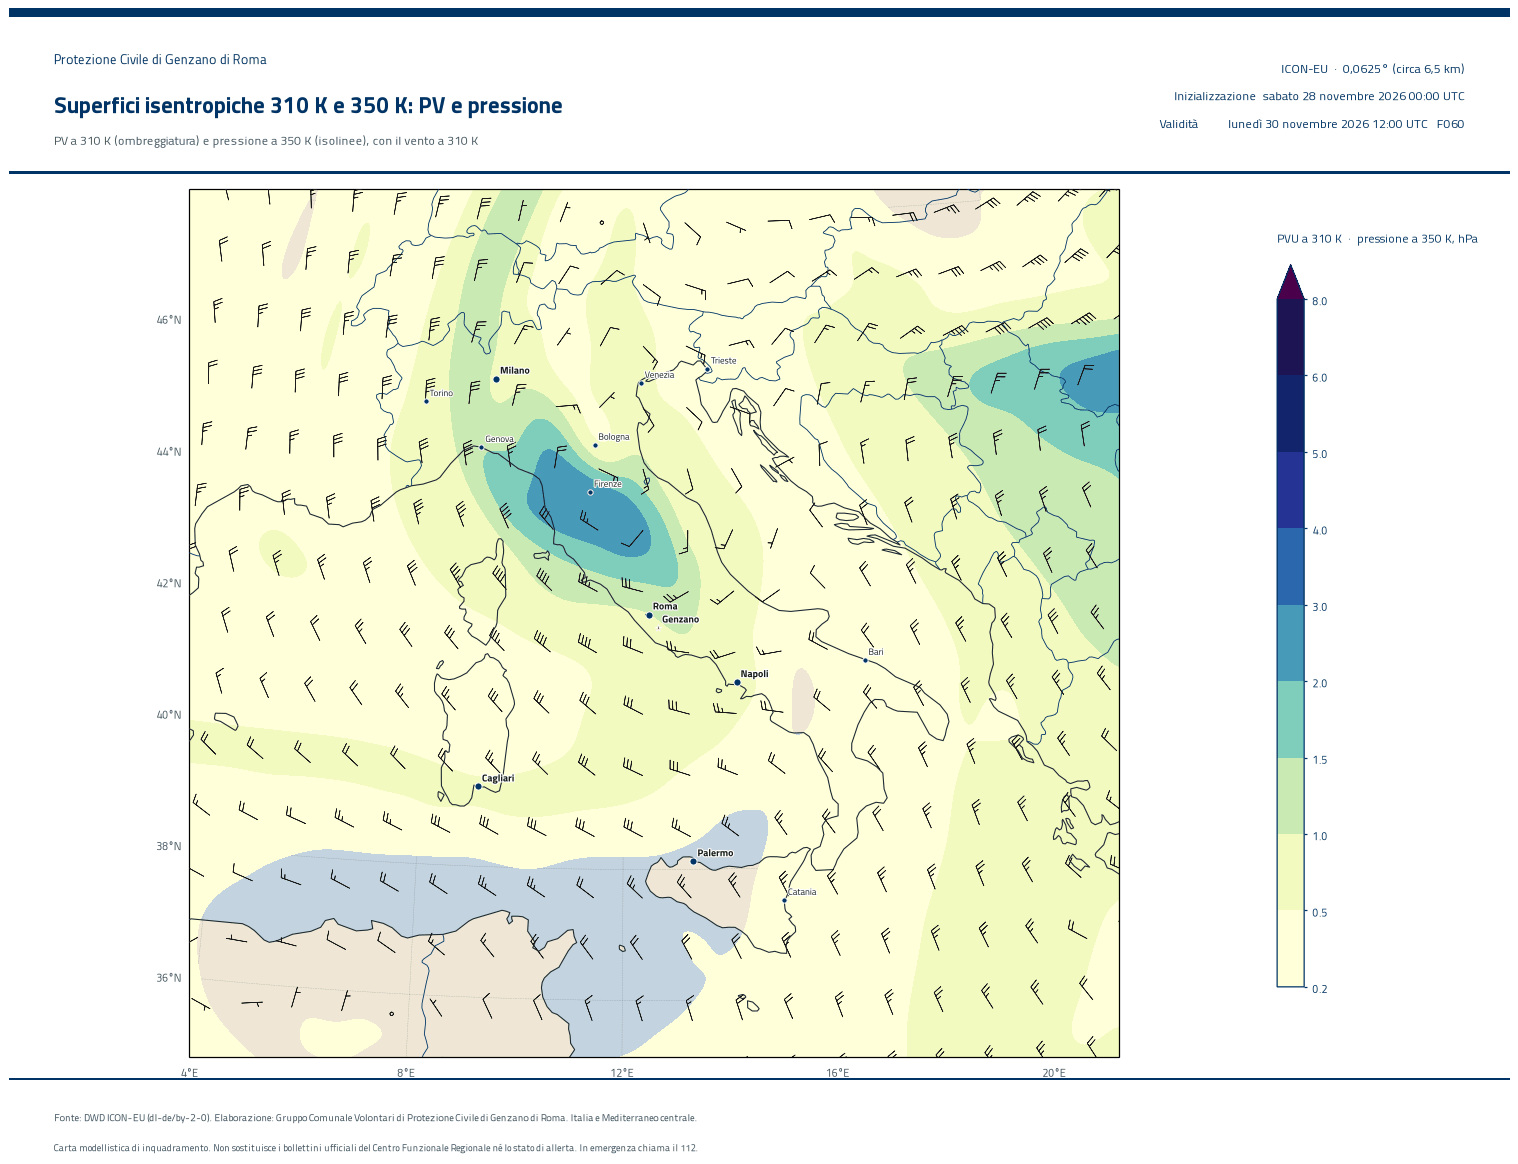 Protezione Civile di Genzano di Roma
Superfici isentropiche 310 K e 350 K: PV e pressione
PV a 310 K (ombreggiatura) e pressione a 350 K (isolinee), con il vento a 310 K
ICON-EU · 0,0625° (circa 6,5 km)
Inizializzazione sabato 28 novembre 2026 00:00 UTC
Validità lunedì 30 novembre 2026 12:00 UTC F060
PVU a 310 K · pressione a 350 K, hPa
8.0
6.0
5.0
4.0
3.0
2.0
1.5
1.0
0.5
0.2
46°N
44°N
42°N
40°N
38°N
36°N
4°E
8°E
12°E
16°E
20°E
Milano
Torino
Venezia
Trieste
Genova
Bologna
Firenze
Roma
Genzano
Napoli
Bari
Cagliari
Palermo
Catania
Fonte: DWD ICON-EU (dl-de/by-2-0). Elaborazione: Gruppo Comunale Volontari di Protezione Civile di Genzano di Roma. Italia e Mediterraneo centrale.
Carta modellistica di inquadramento. Non sostituisce i bollettini ufficiali del Centro Funzionale Regionale né lo stato di allerta. In emergenza chiama il 112.